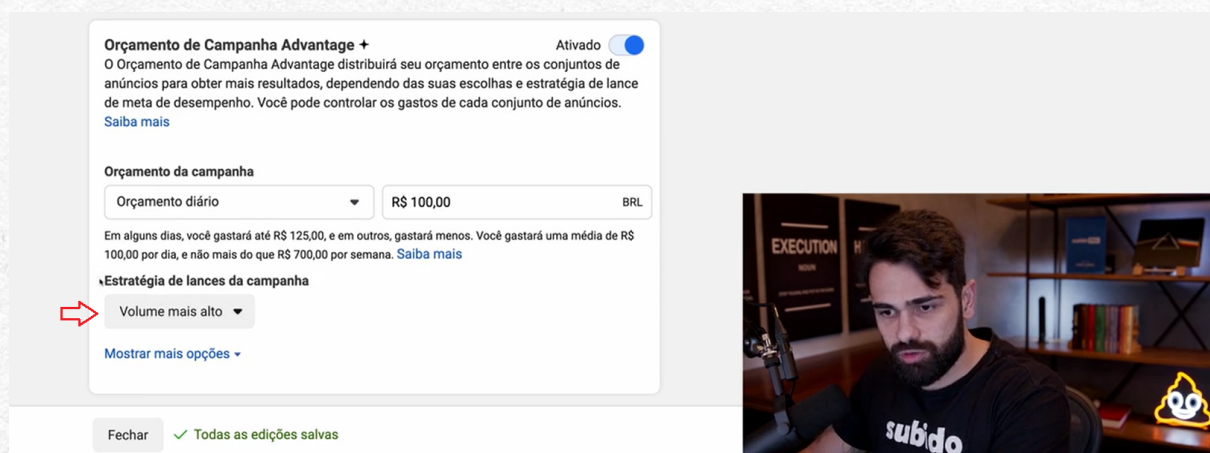 Orçamento de Campanha Advantage
Ativado
O Orçamento de Campanha Advantage distribuirá seu orçamento entre os conjuntos de
anúncios para obter mais resultados, dependendo das suas escolhas e estratégia de lance
de meta de desempenho. Você pode controlar os gastos de cada conjunto de anúncios.
Saiba mais
Orçamento da campanha
Orçamento diário
R$ 100,00
BRL
Em alguns dias, você gastará até R$ 125,00, e em outros, gastará menos. Você gastará uma média de R$
100,00 por dia, e não mais do que R$ 700,00 por semana. Saiba mais
Estratégia de lances da campanha
Volume mais alto
Mostrar mais opções
Fechar
Todas as edições salvas
EXECUTION
NOUN
subido